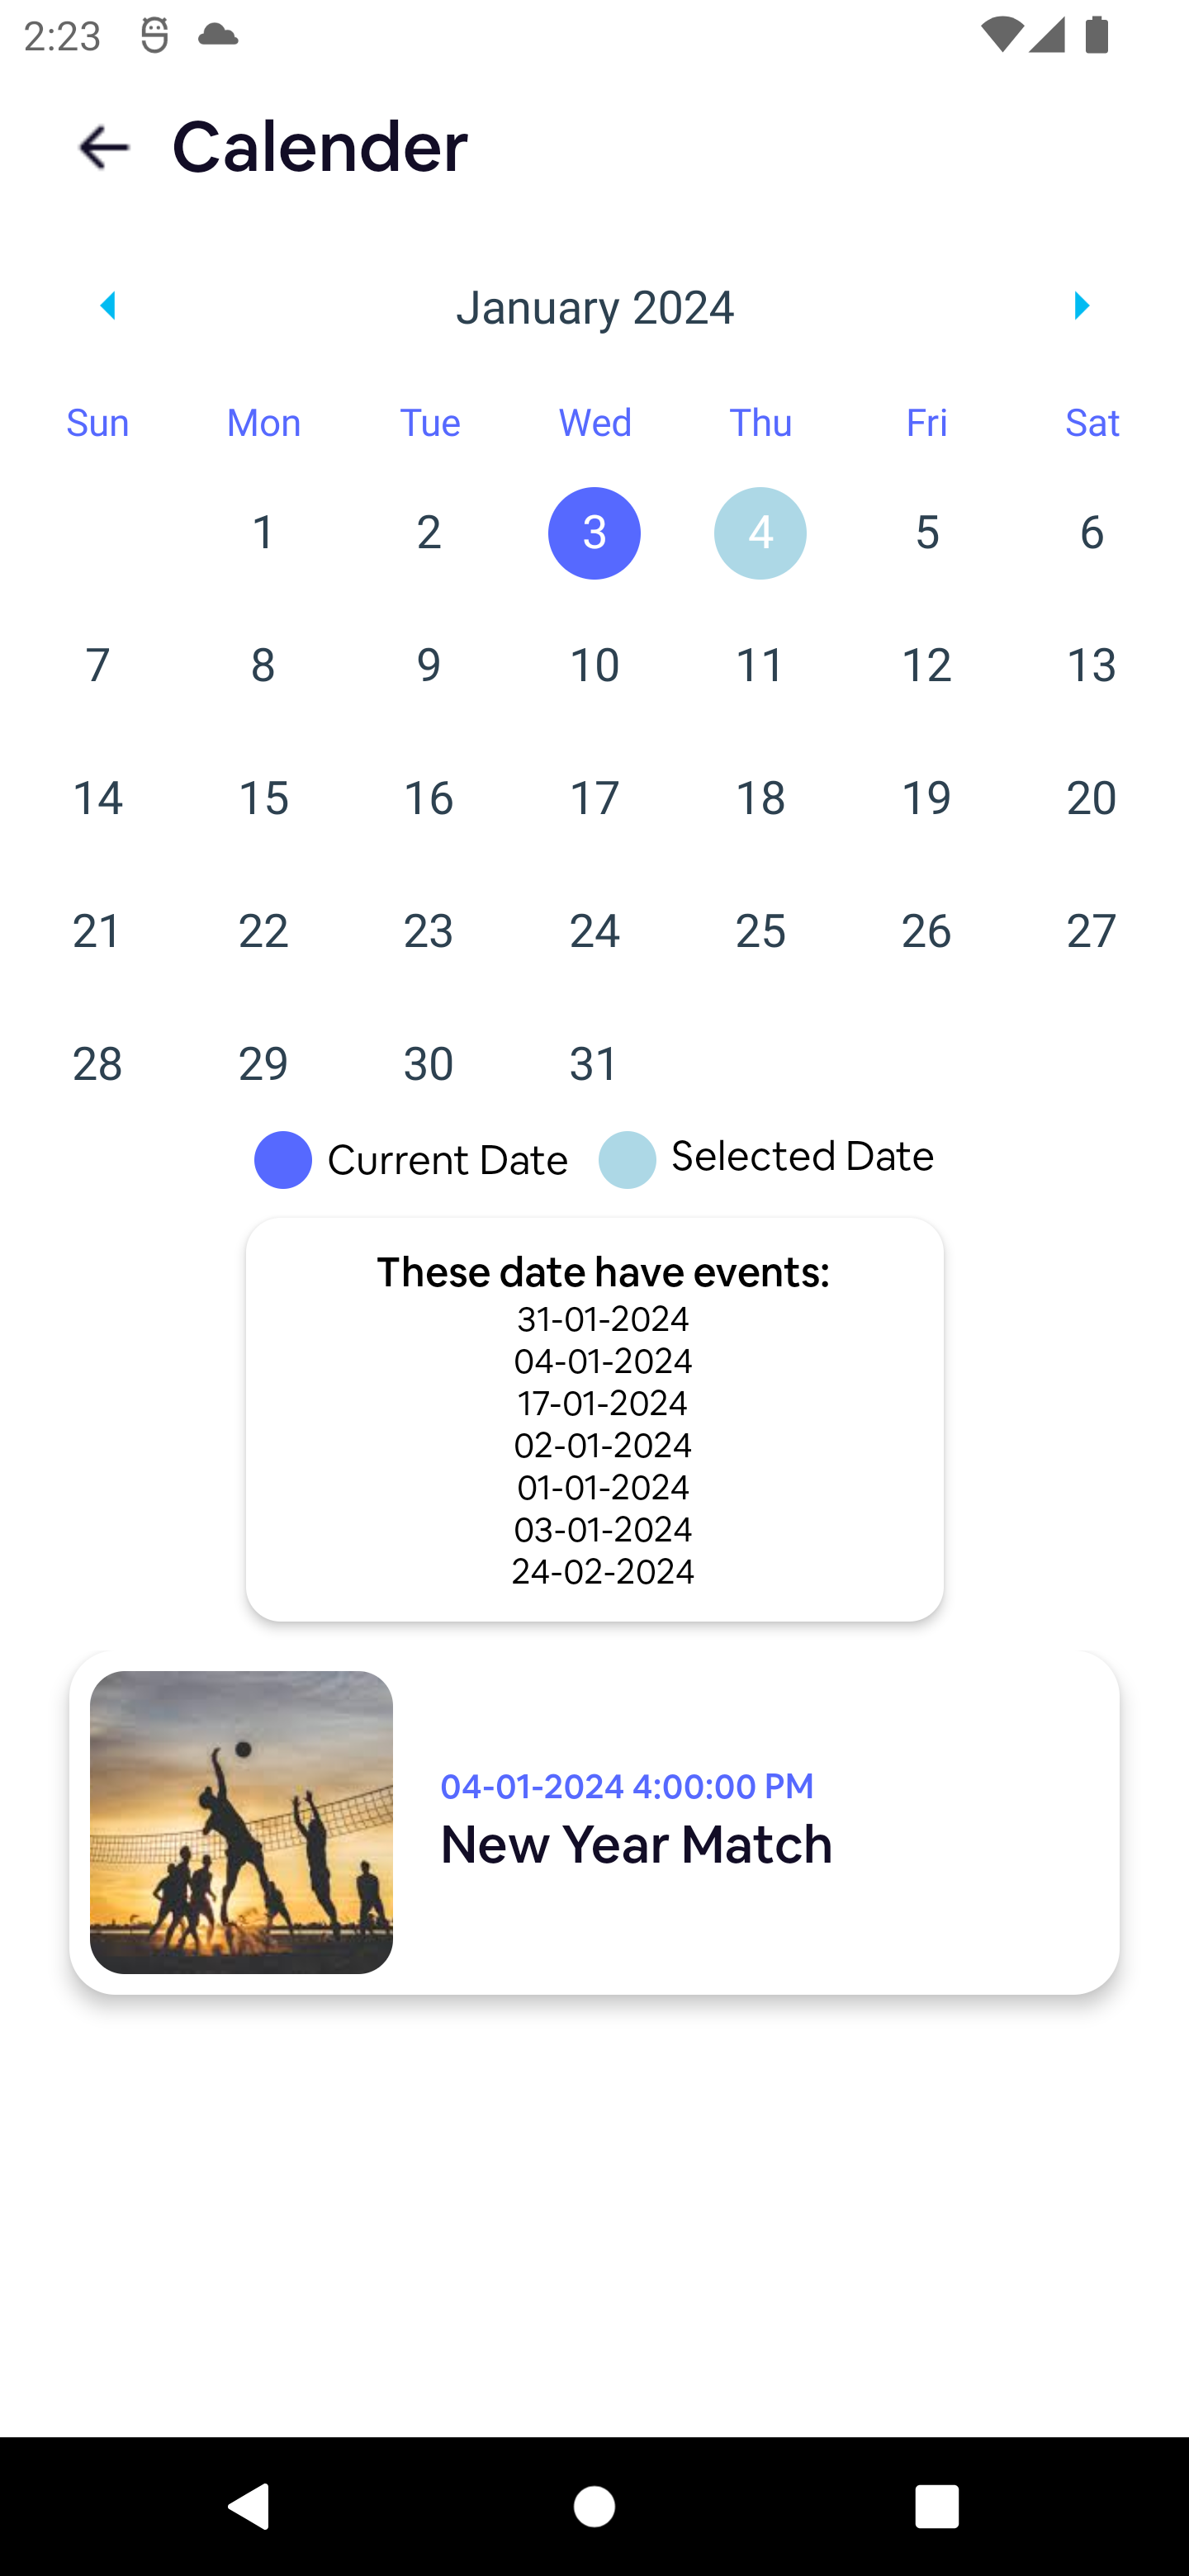 2:23
Calender
January 2024
Sun Mon Tue Wed Thu Fri Sat
1 2 3 4 5 6
7 8 9 10 11 12 13
14 15 16 17 18 19 20
21 22 23 24 25 26 27
28 29 30 31
Current Date Selected Date
These date have events:
31-01-2024
04-01-2024
17-01-2024
02-01-2024
01-01-2024
03-01-2024
24-02-2024
04-01-2024 4:00:00 PM
New Year Match